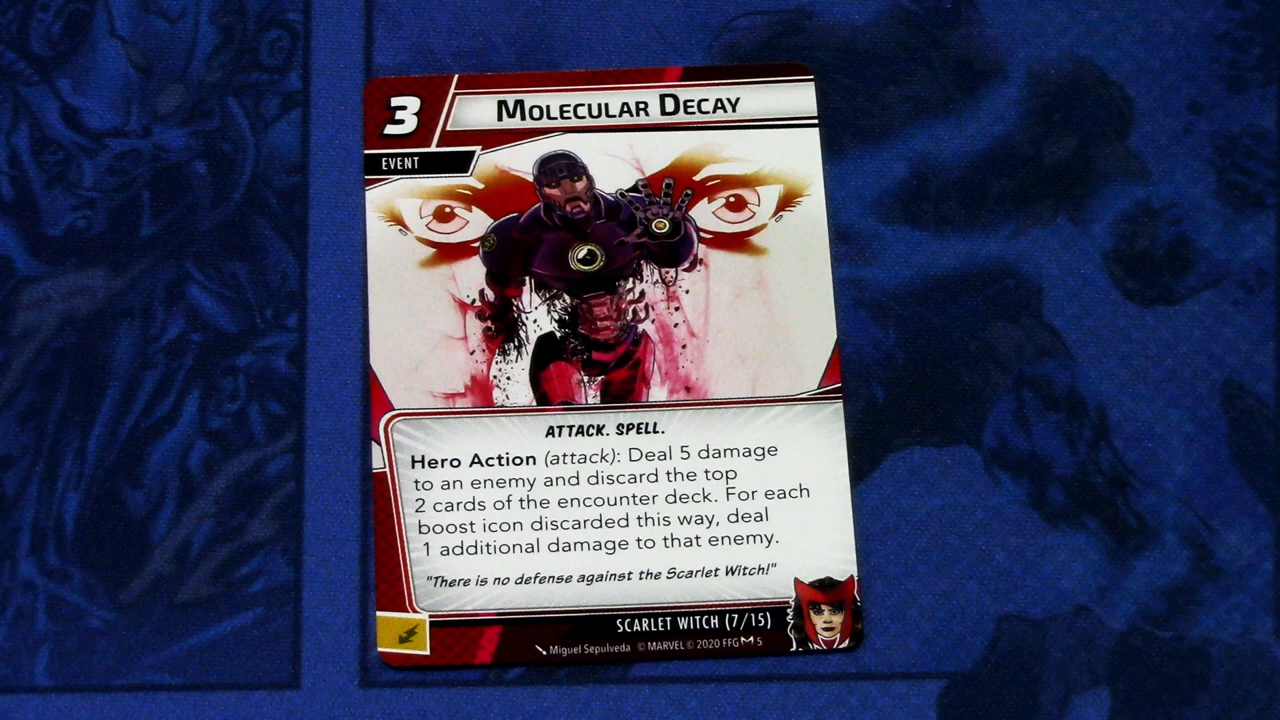 3
MOLECULAR DECAY
EVENT
ATTACK. SPELL.
Hero Action (attack): Deal 5 damage
to an enemy and discard the top
2 cards of the encounter deck. For each
boost icon discarded this way, deal
1 additional damage to that enemy.
"There is no defense against the Scarlet Witch!"
SCARLET WITCH (7/15)
Miguel Sepulveda © MARVEL © 2020 FFG 5